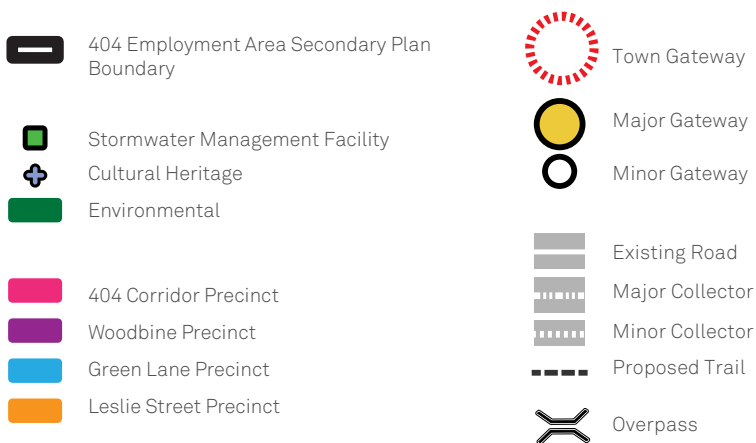 404 Employment Area Secondary Plan
Boundary
Stormwater Management Facility
Cultural Heritage
Environmental
404 Corridor Precinct
Woodbine Precinct
Green Lane Precinct
Leslie Street Precinct
Town Gateway
Major Gateway
Minor Gateway
Existing Road
Major Collector
Minor Collector
Proposed Trail
Overpass